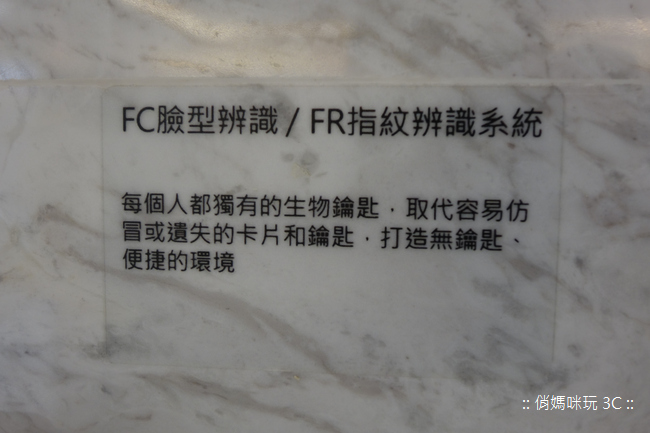 FC臉型辨識 / FR指紋辨識系統
每個人都獨有的生物鑰匙，取代容易仿
冒或遺失的卡片和鑰匙，打造無鑰匙、
便捷的環境
:: 俏媽咪玩 3C ::